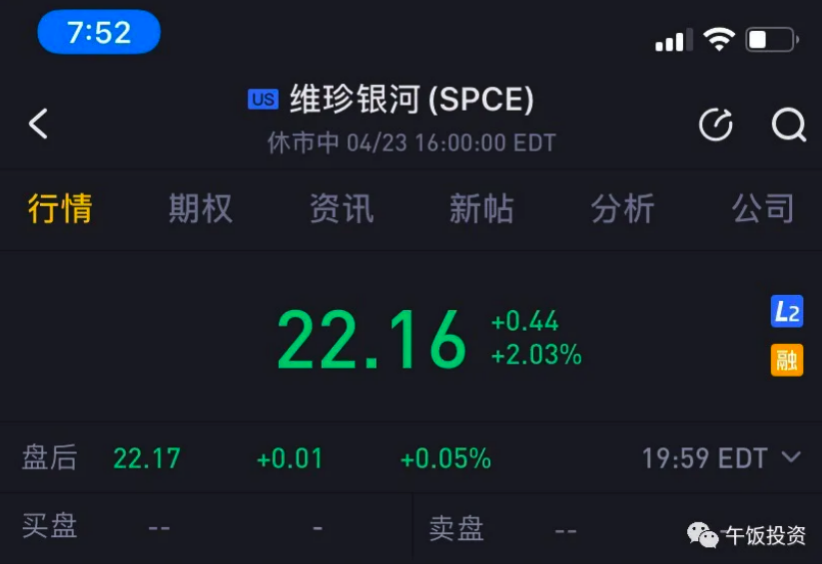 7:52
US 维珍银河(SPCE)
休市中 04/23 16:00:00 EDT
行情 期权 资讯 新帖 分析 公司
22.16 +0.44
+2.03%
L2
融
盘后 22.17 +0.01 +0.05% 19:59 EDT
买盘 -- - 卖盘 -- 午饭投资